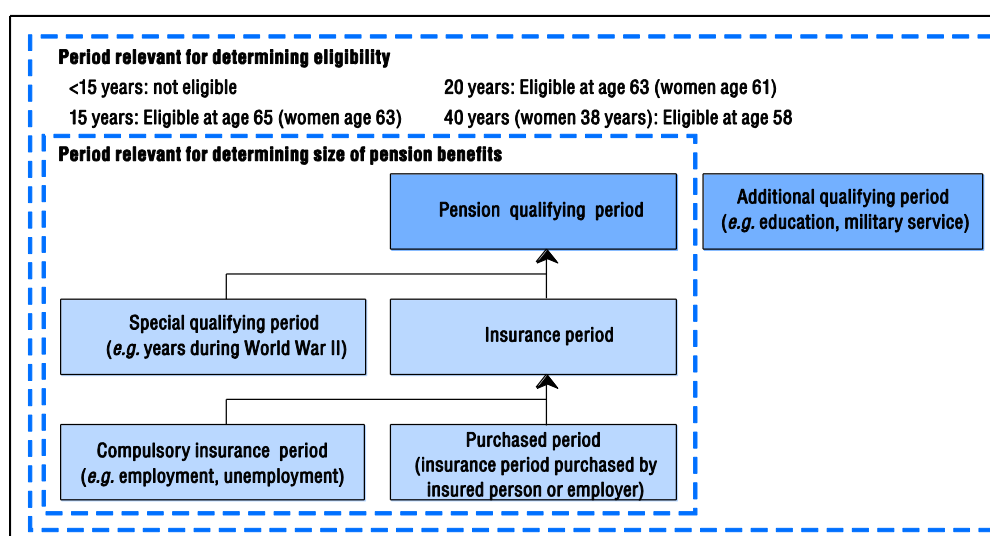 Period relevant for determining eligibility
<15 years: not eligible
20 years: Eligible at age 63 (women age 61)
15 years: Eligible at age 65 (women age 63)
40 years (women 38 years): Eligible at age 58
Period relevant for determining size of pension benefits
Pension qualifying period
Additional qualifying period
(e.g. education, military service)
Special qualifying period
(e.g. years during World War II)
Insurance period
Compulsory insurance period
(e.g. employment, unemployment)
Purchased period
(insurance period purchased by
insured person or employer)